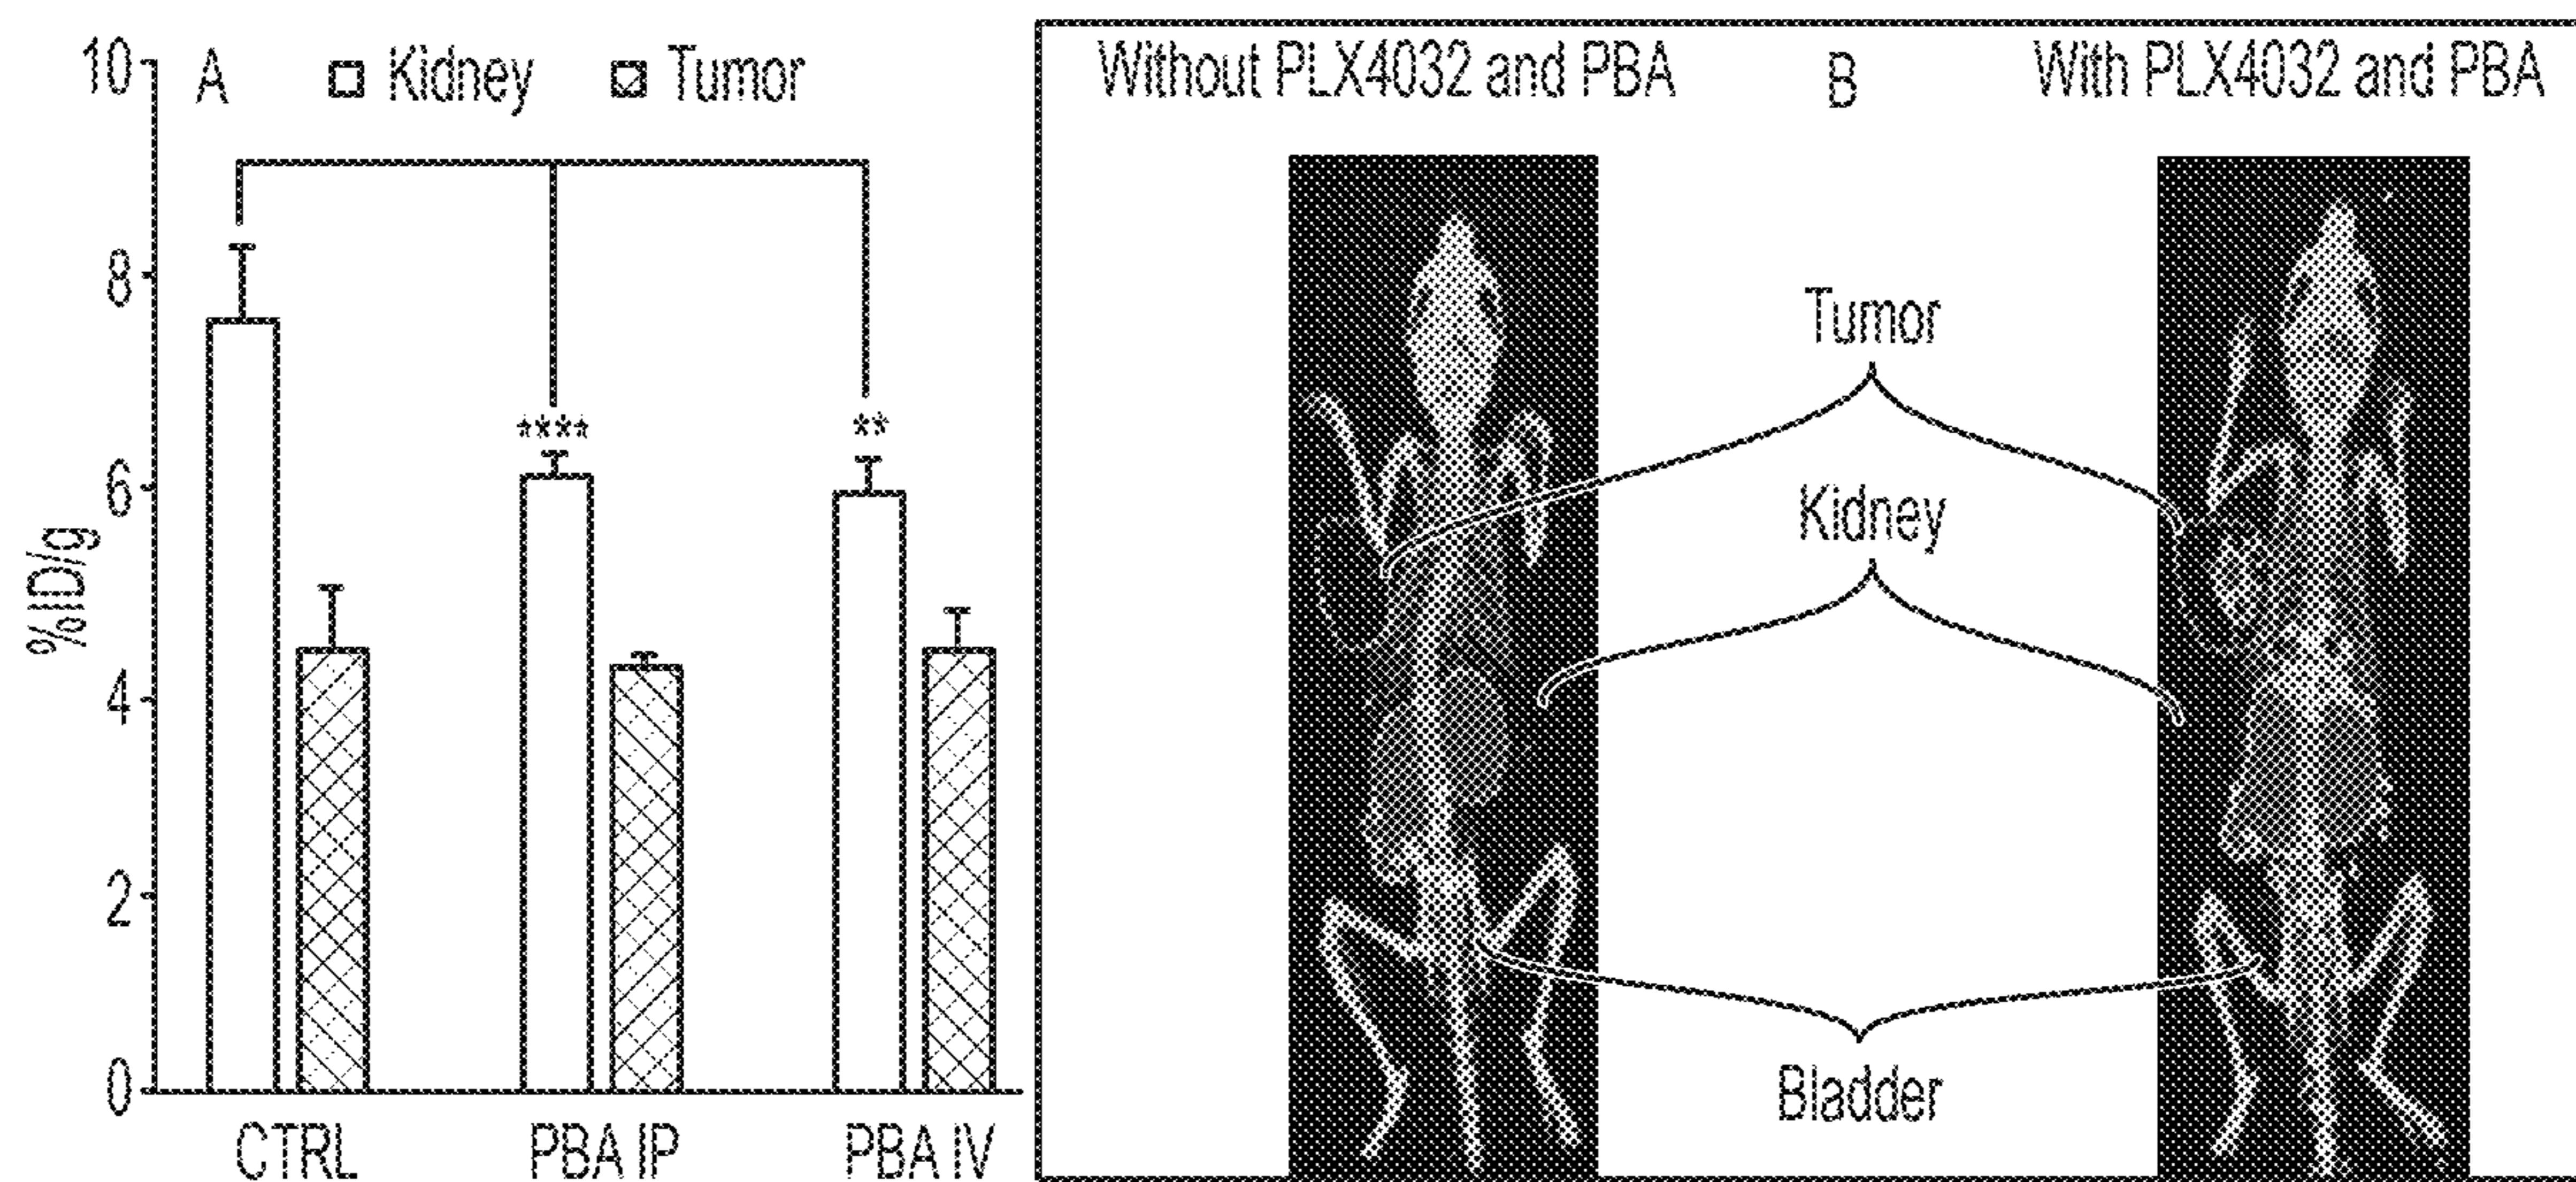 A
Kidney
Tumor
10
8
6
4
2
0
%ID/g
****
**
CTRL
PBA IP
PBA IV
Without PLX4032 and PBA
B
With PLX4032 and PBA
Tumor
Kidney
Bladder